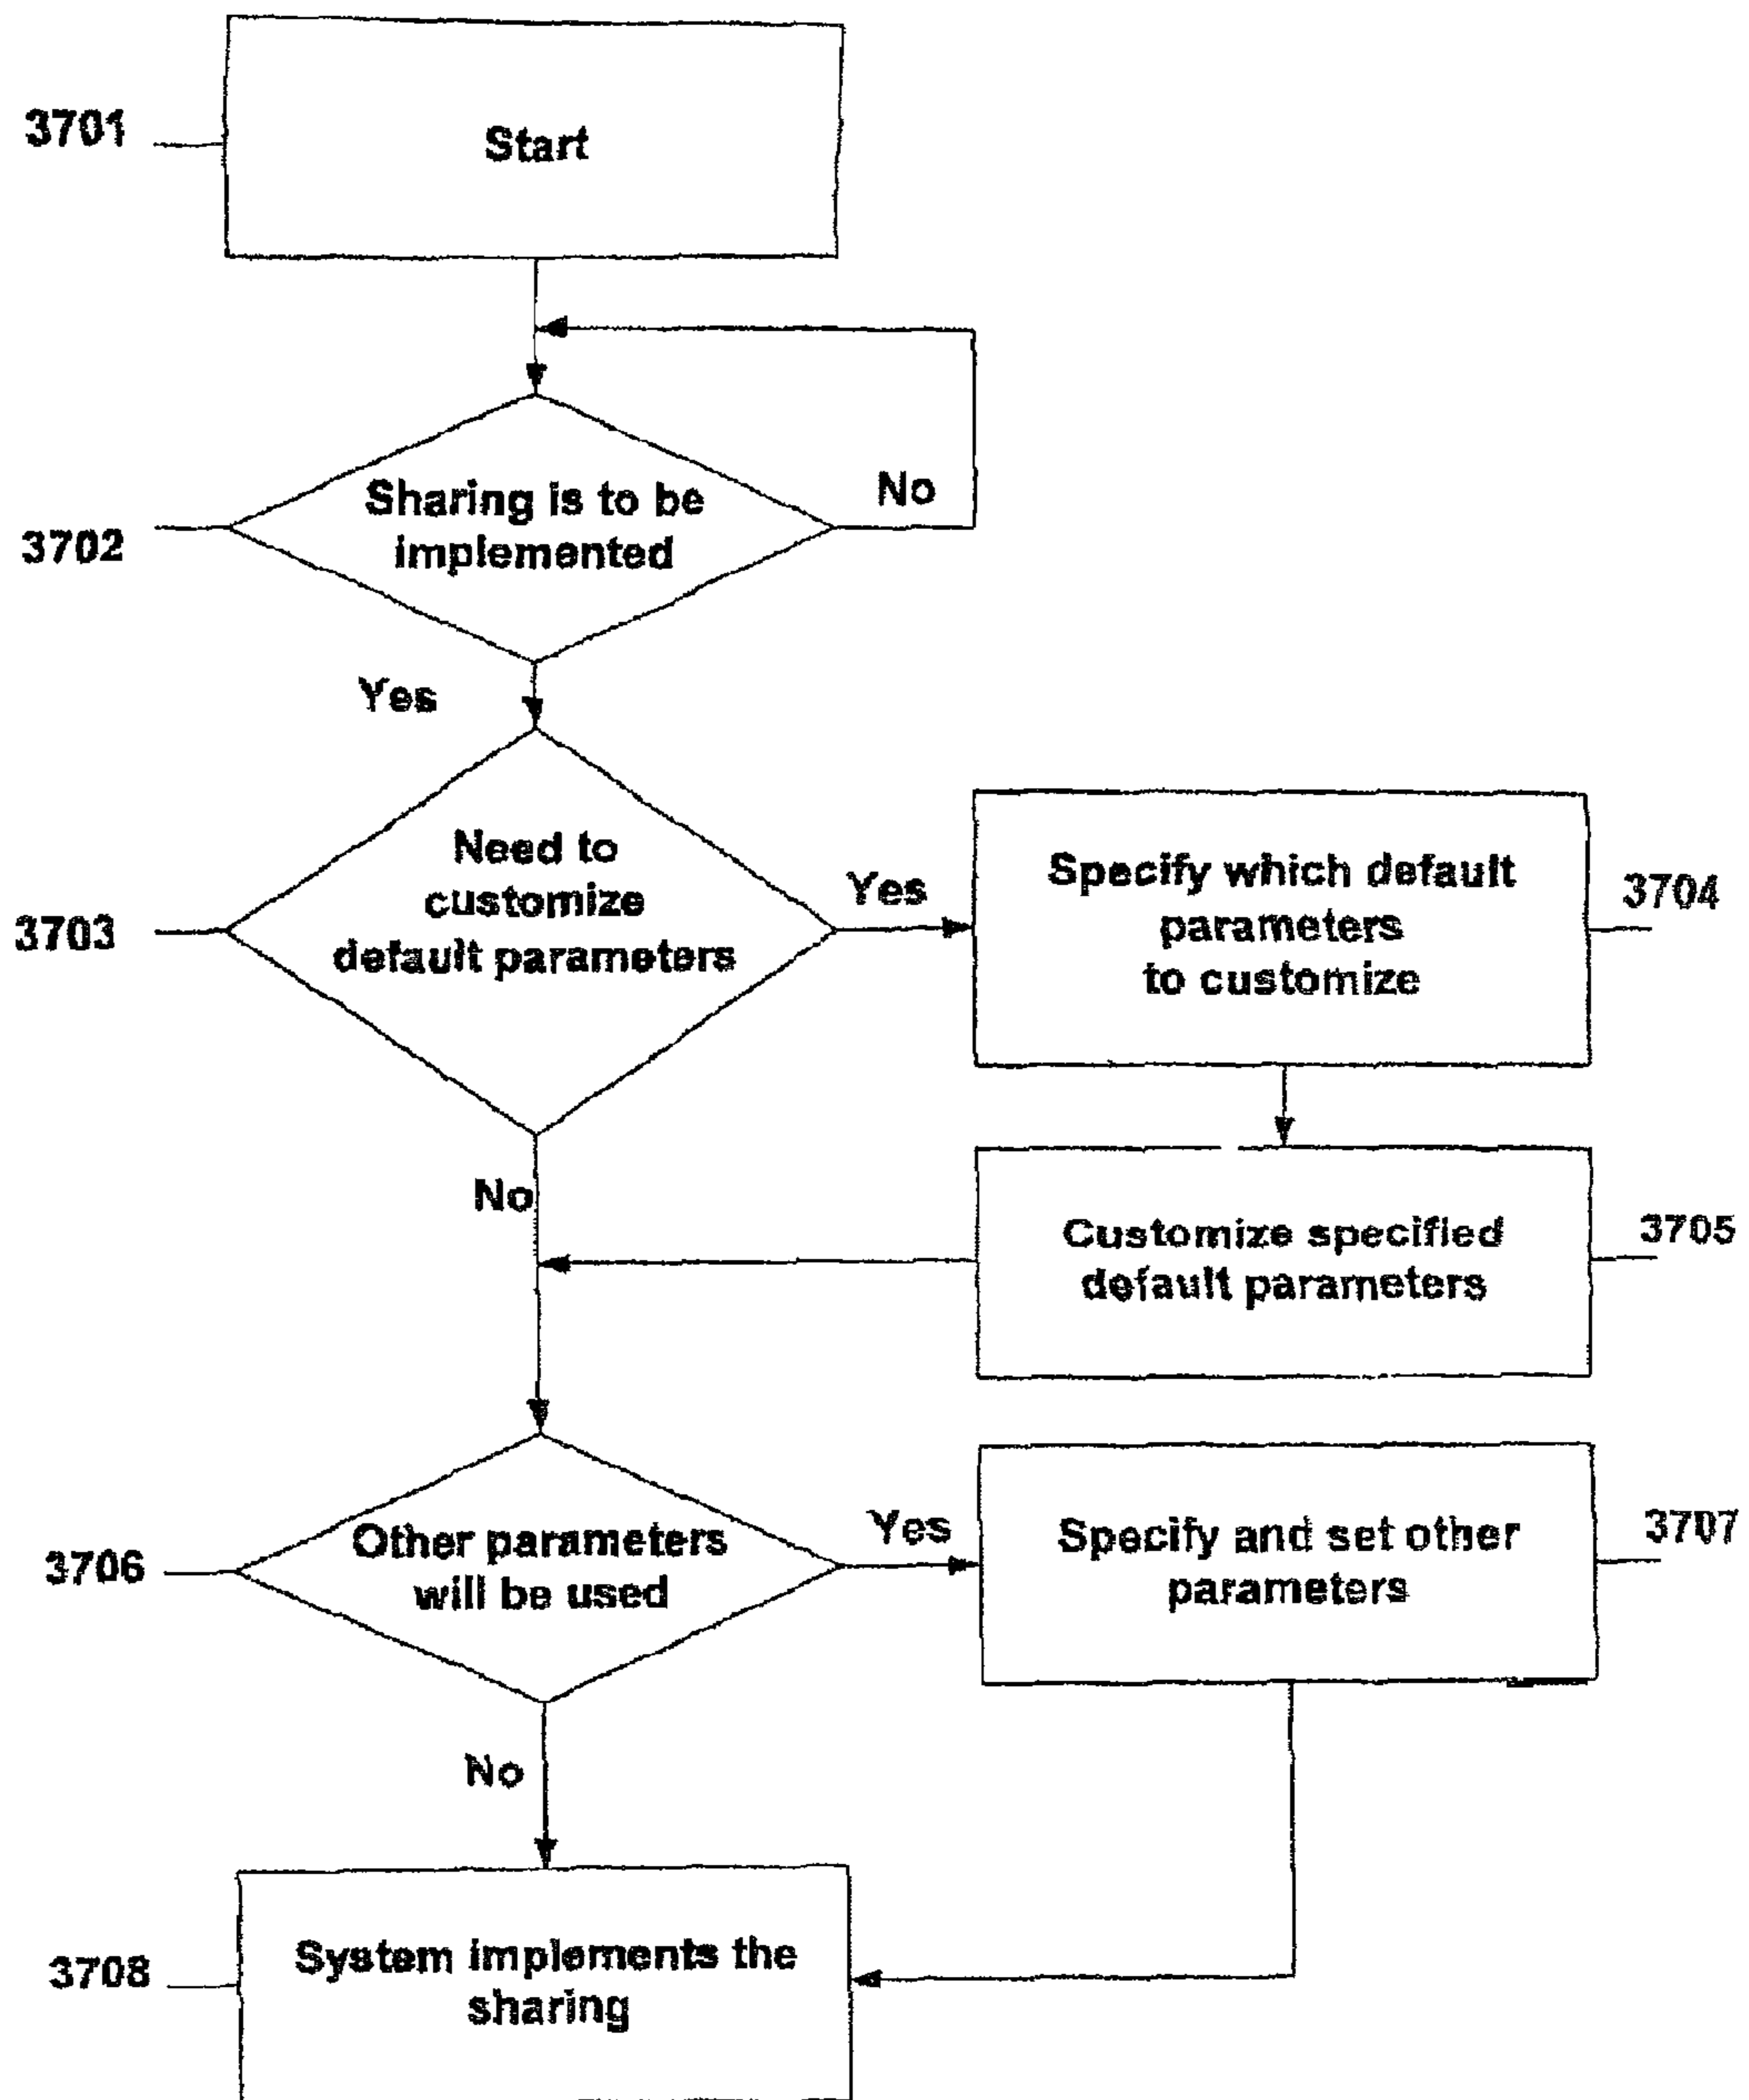 3701
Start
3702
Sharing is to be
implemented
No
Yes
3703
Need to
customize
default parameters
Yes
Specify which default
parameters
to customize
3704
No
Customize specified
default parameters
3705
3706
Other parameters
will be used
Yes
Specify and set other
parameters
3707
No
3708
System implements the
sharing